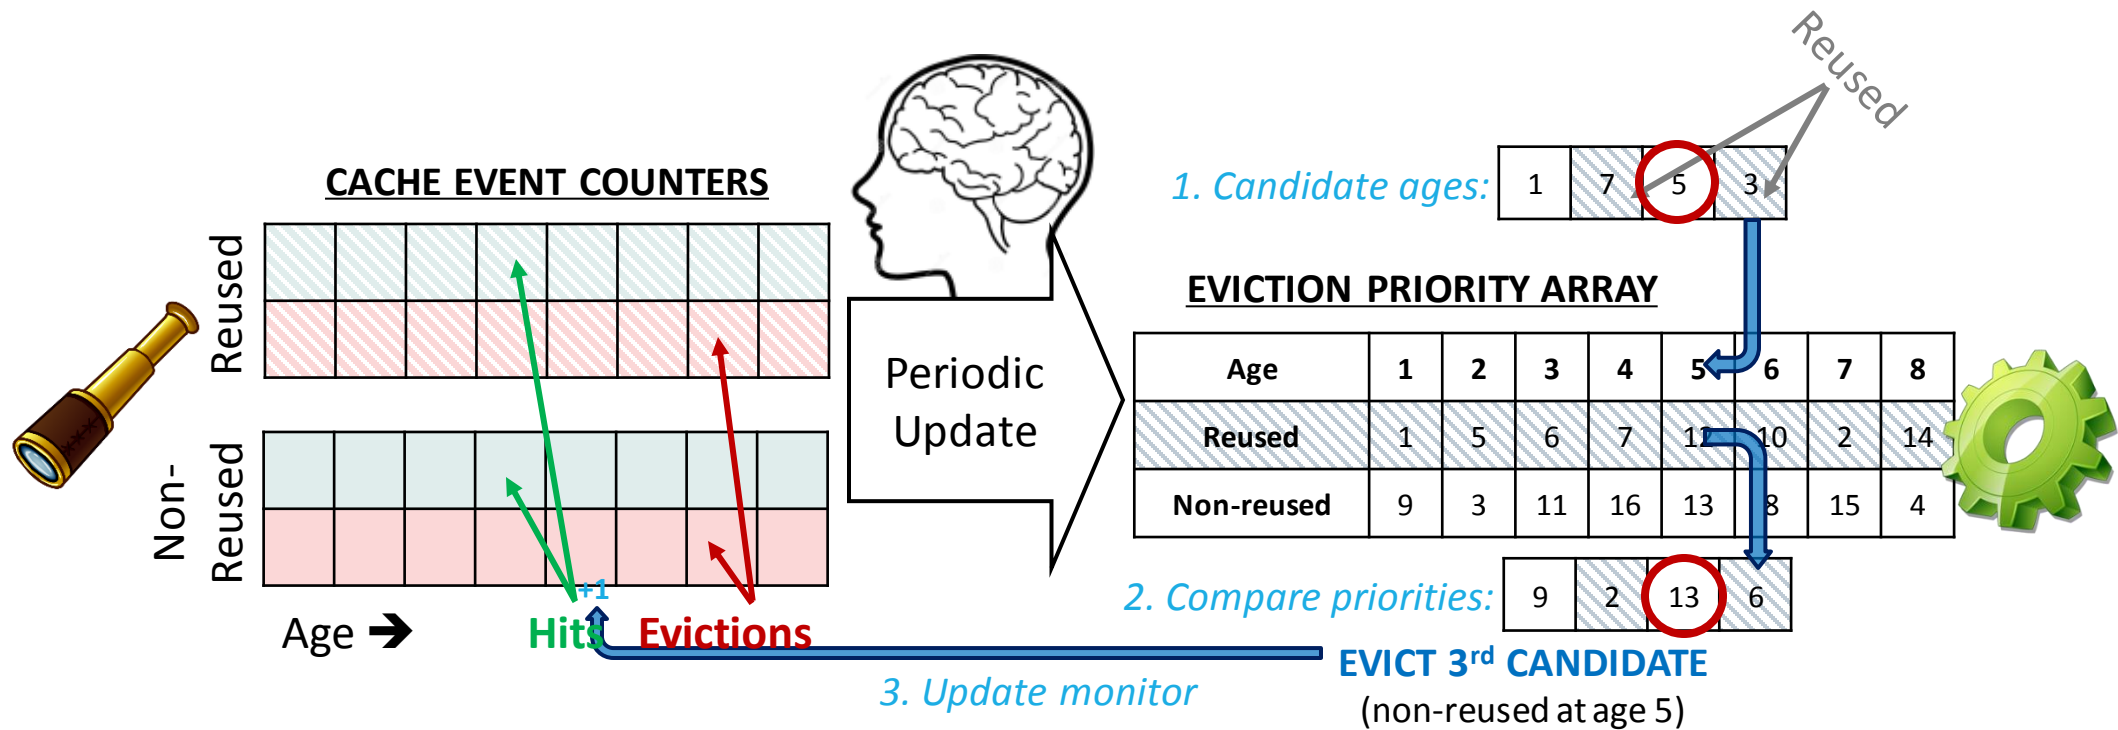 CACHE EVENT COUNTERS
Reused
Non-
Reused
Age ➔
+1
Hits
Evictions
Periodic
Update
Reused
1. Candidate ages:
1 7 5 3
EVICTION PRIORITY ARRAY
Age 1 2 3 4 5 6 7 8
Reused 1 5 6 7 12 10 2 14
Non-reused 9 3 11 16 13 8 15 4
2. Compare priorities:
9 2 13 6
EVICT 3rd CANDIDATE
(non-reused at age 5)
3. Update monitor